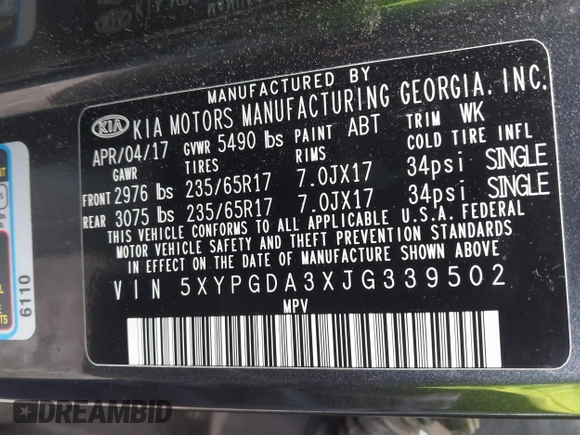 MANUFACTURED BY
KIA KIA MOTORS MANUFACTURING GEORGIA, INC.
APR/04/17 GVWR 5490 lbs PAINT ABT TRIM WK
GAWR TIRES RIMS COLD TIRE INFL
FRONT 2976 lbs 235/65R17 7.0JX17 34psi SINGLE
REAR 3075 lbs 235/65R17 7.0JX17 34psi SINGLE
THIS VEHICLE CONFORMS TO ALL APPLICABLE U.S.A. FEDERAL
MOTOR VEHICLE SAFETY AND THEFT PREVENTION STANDARDS
IN EFFECT ON THE DATE OF MANUFACTURE SHOWN ABOVE.
VIN 5XYPGDA3XJG339502
MPV
6110
DREAMBID